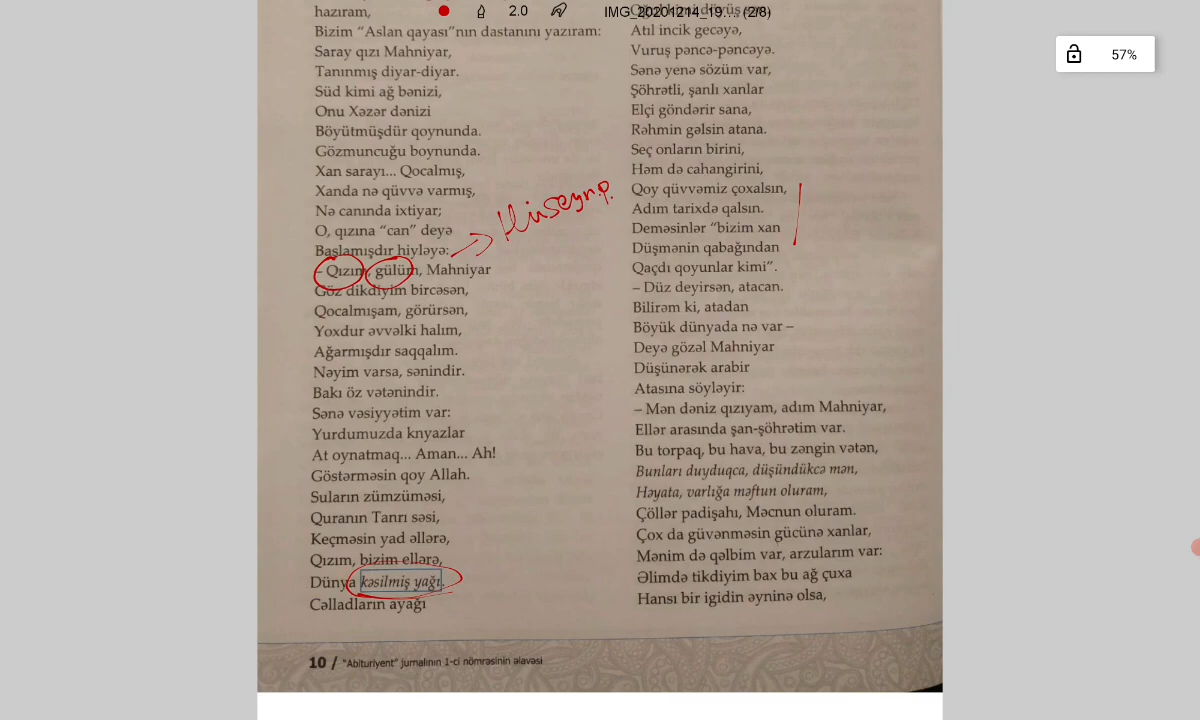 2.0
IMG_20201214_19.... (2/8)
57%
hazıram,
Bizim “Aslan qayası”nın dastanını yazıram:
Saray qızı Mahniyar,
Tanınmış diyar-diyar.
Süd kimi ağ bənizi,
Onu Xəzər dənizi
Böyütmüşdür qoynunda.
Gözmuncuğu boynunda.
Xan sarayı... Qocalmış,
Xanda nə qüvvə varmış,
Nə canında ixtiyar;
O, qızına “can” deyə
Başlamışdır hiyləyə:
– Qızım, gülüm, Mahniyar
Göz dikdiyim bircəsən,
Qocalmışam, görürsən,
Yoxdur əvvəlki halım,
Ağarmışdır saqqalım.
Nəyim varsa, sənindir.
Bakı öz vətənindir.
Sənə vəsiyyətim var:
Yurdumuzda knyazlar
At oynatmaq... Aman... Ah!
Göstərməsin qoy Allah.
Suların zümzüməsi,
Quranın Tanrı səsi,
Keçməsin yad əllərə,
Qızım, bizim ellərə,
Dünya kəsilmiş yağı.
Cəlladların ayağı
Atıl incik gecəyə,
Vuruş pəncə-pəncəyə.
Sənə yenə sözüm var,
Şöhrətli, şanlı xanlar
Elçi göndərir sana,
Rəhmin gəlsin atana.
Seç onların birini,
Həm də cahangirini,
Qoy qüvvəmiz çoxalsın,
Adım tarixdə qalsın.
Deməsinlər “bizim xan
Düşmənin qabağından
Qaçdı qoyunlar kimi”.
– Düz deyirsən, atacan.
Bilirəm ki, atadan
Böyük dünyada nə var –
Deyə gözəl Mahniyar
Düşünərək arabir
Atasına söyləyir:
– Mən dəniz qızıyam, adım Mahniyar,
Ellər arasında şan-şöhrətim var.
Bu torpaq, bu hava, bu zəngin vətən,
Bunları duyduqca, düşündükcə mən,
Həyata, varlığa məftun oluram,
Çöllər padişahı, Məcnun oluram.
Çox da güvənməsin gücünə xanlar,
Mənim də qəlbim var, arzularım var:
Əlimdə tikdiyim bax bu ağ çuxa
Hansı bir igidin əyninə olsa,
10 / “Abituriyent” jurnalının 1-ci nömrəsinin əlavəsi